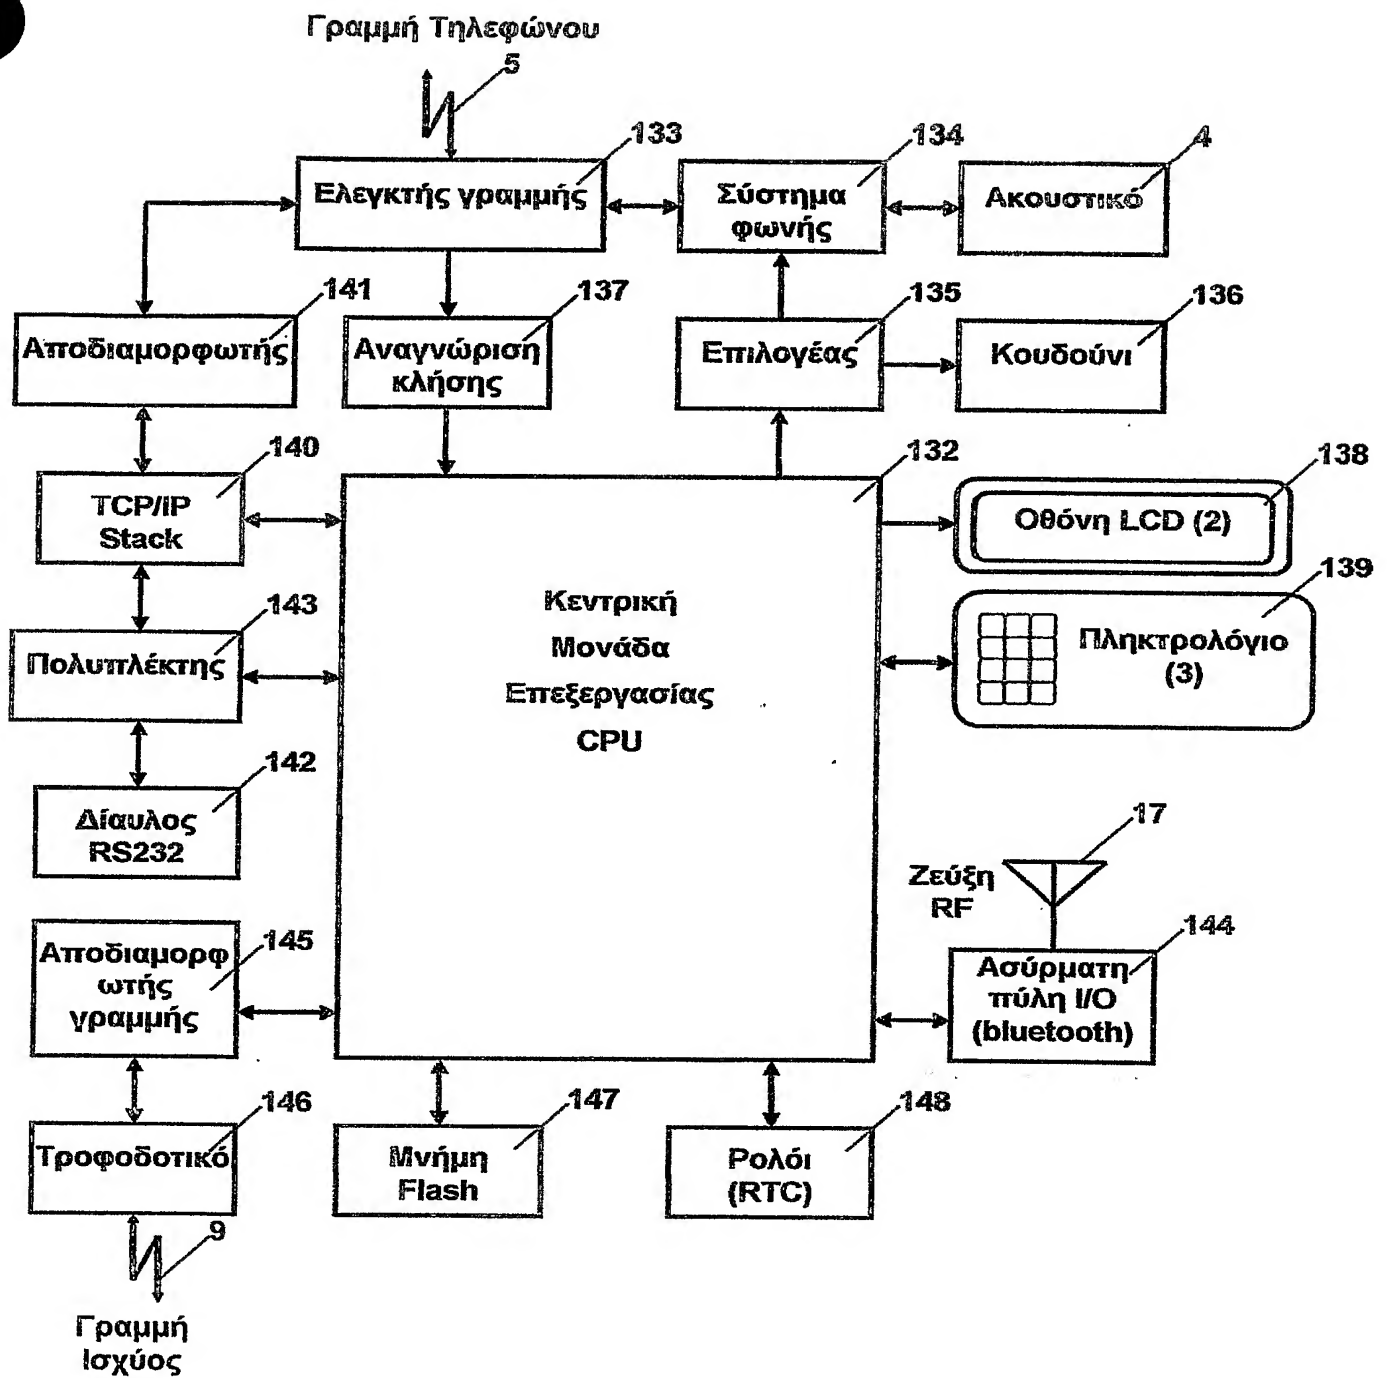 Γραμμή Τηλεφώνου
5
133
134
4
Ελεγκτής γραμμής
Σύστημα
φωνής
Ακουστικό
141
137
135
136
Αποδιαμορφωτής
Αναγνώριση
κλήσης
Επιλογέας
Κουδούνι
140
132
138
TCP/IP
Stack
Οθόνη LCD (2)
139
143
Κεντρική
Μονάδα
Επεξεργασίας
CPU
Πολυπλέκτης
Πληκτρολόγιο
(3)
142
Δίαυλος
RS232
17
Ζεύξη
RF
145
144
Αποδιαμορφ
ωτής
γραμμής
Ασύρματη
πύλη I/O
(bluetooth)
146
147
148
Τροφοδοτικό
Μνήμη
Flash
Ρολόι
(RTC)
9
Γραμμή
Ισχύος